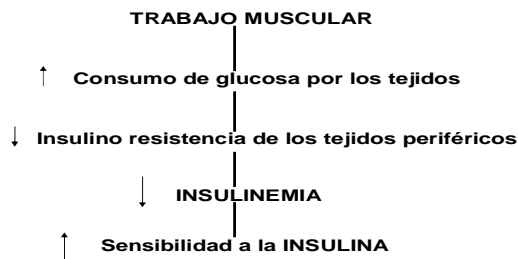 TRABAJO MUSCULAR
↑ Consumo de glucosa por los tejidos
↓ Insulino resistencia de los tejidos periféricos
↓ INSULINEMIA
↑ Sensibilidad a la INSULINA